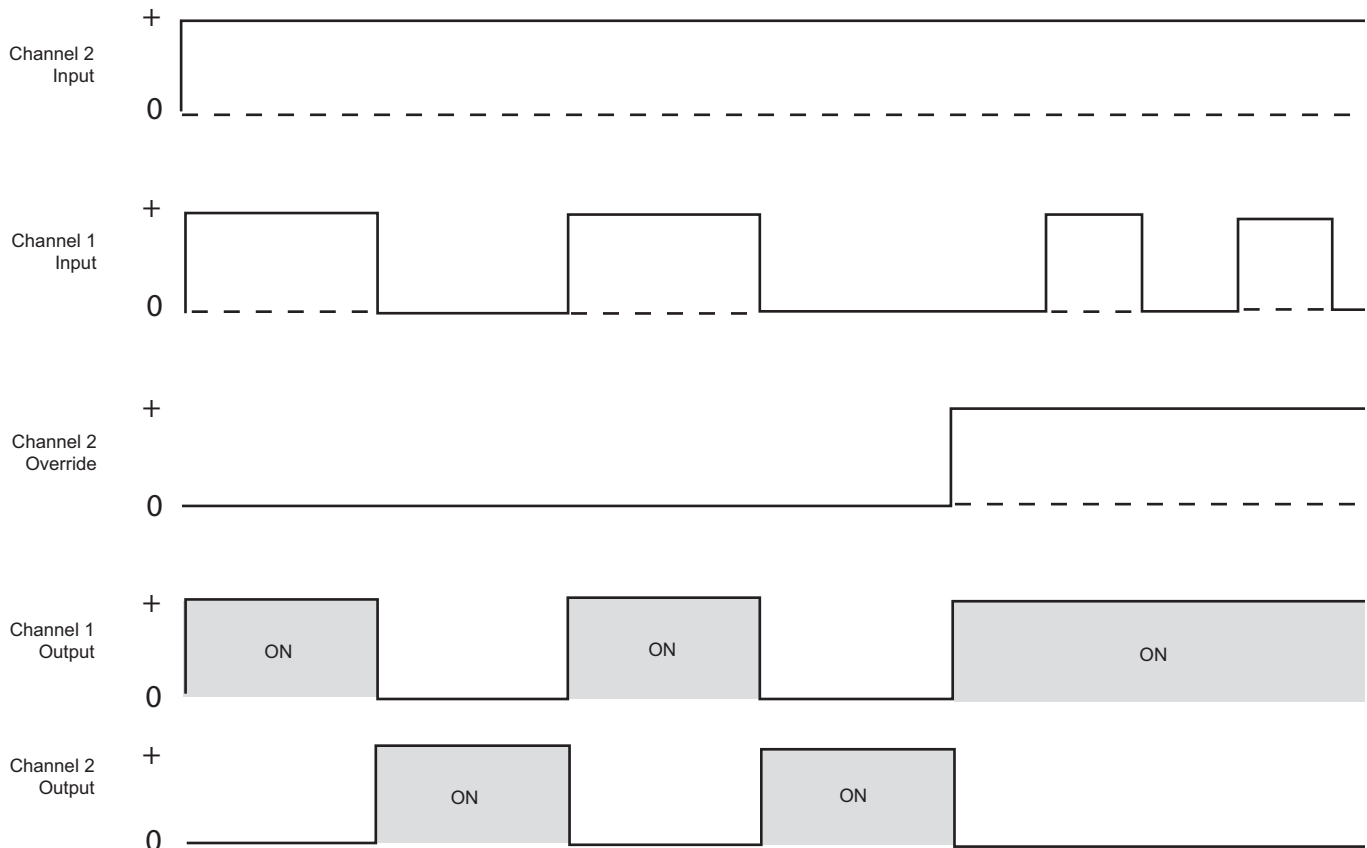 +
Channel 2
Input
0
+
Channel 1
Input
0
+
Channel 2
Override
0
+
Channel 1
Output
ON
ON
ON
0
+
Channel 2
Output
ON
ON
0